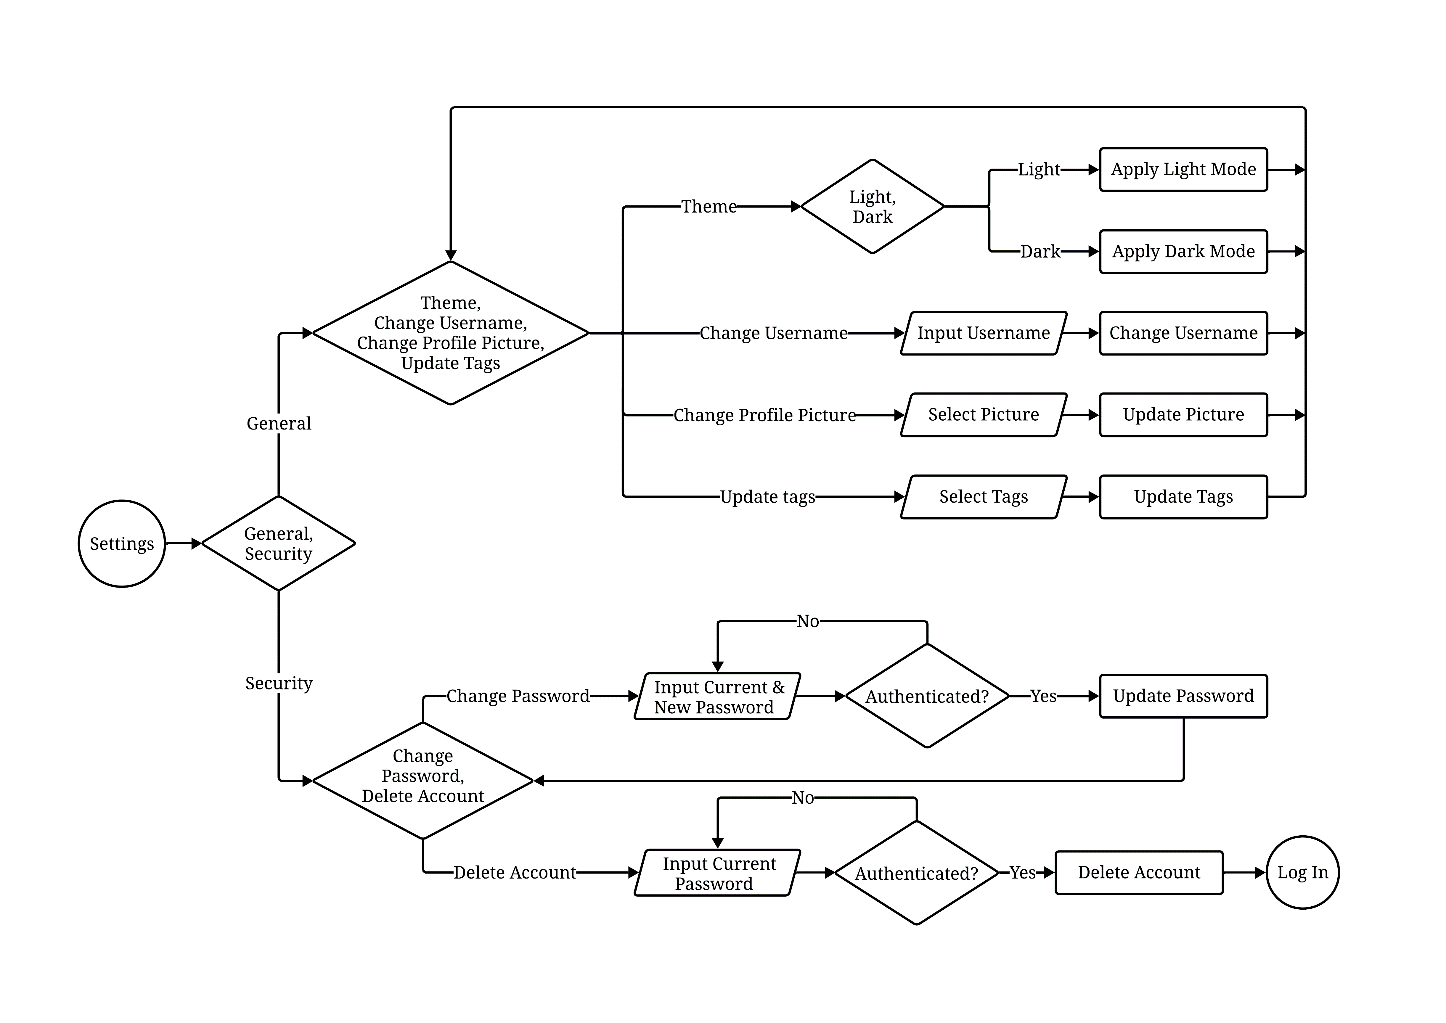 Light
Apply Light Mode
Theme
Light,
Dark
Dark
Apply Dark Mode
Theme,
Change Username,
Change Profile Picture,
Update Tags
Change Username
Input Username
Change Username
Change Profile Picture
Select Picture
Update Picture
General
Update tags
Select Tags
Update Tags
Settings
General,
Security
No
Security
Change Password
Input Current &
New Password
Authenticated?
Yes
Update Password
Change
Password,
Delete Account
No
Delete Account
Input Current
Password
Authenticated?
Yes
Delete Account
Log In